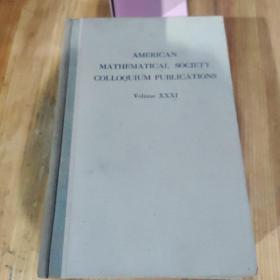 AMERICAN
MATHEMATICAL SOCIETY
COLLOQUIUM PUBLICATIONS
Volume XXXI